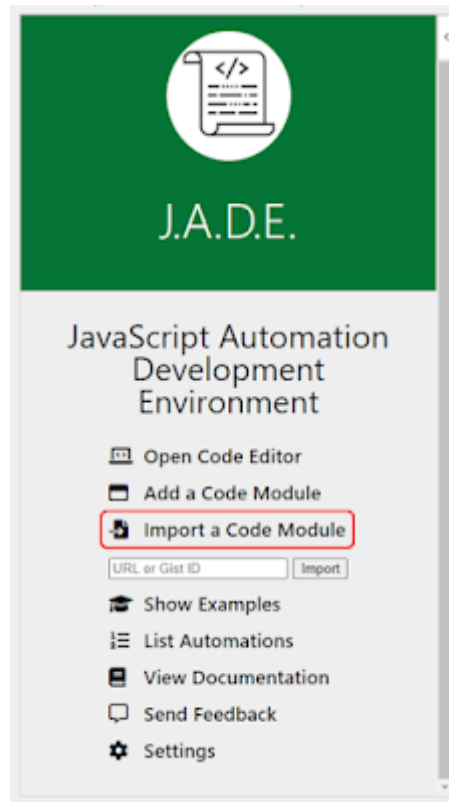 </>
J.A.D.E.
JavaScript Automation
Development
Environment
Open Code Editor
Add a Code Module
Import a Code Module
URL or Gist ID Import
Show Examples
List Automations
View Documentation
Send Feedback
Settings